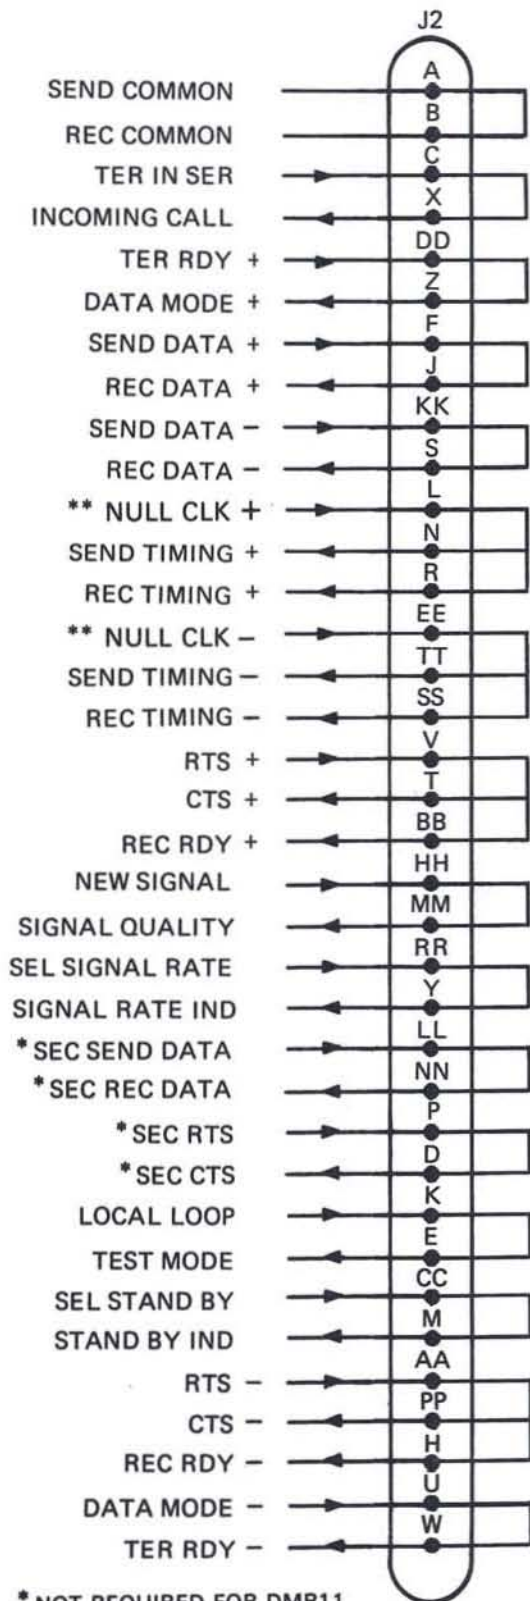 J2
A
SEND COMMON
B
REC COMMON
C
TER IN SER
X
INCOMING CALL
DD
TER RDY +
Z
DATA MODE +
F
SEND DATA +
J
REC DATA +
KK
SEND DATA -
S
REC DATA -
L
** NULL CLK +
N
SEND TIMING +
R
REC TIMING +
EE
** NULL CLK -
TT
SEND TIMING -
SS
REC TIMING -
V
RTS +
T
CTS +
BB
REC RDY +
HH
NEW SIGNAL
MM
SIGNAL QUALITY
RR
SEL SIGNAL RATE
Y
SIGNAL RATE IND
LL
* SEC SEND DATA
NN
* SEC REC DATA
P
* SEC RTS
D
* SEC CTS
K
LOCAL LOOP
E
TEST MODE
CC
SEL STAND BY
M
STAND BY IND
AA
RTS -
PP
CTS -
H
REC RDY -
U
DATA MODE -
W
TER RDY -
* NOT REQUIRED FOR DMR11